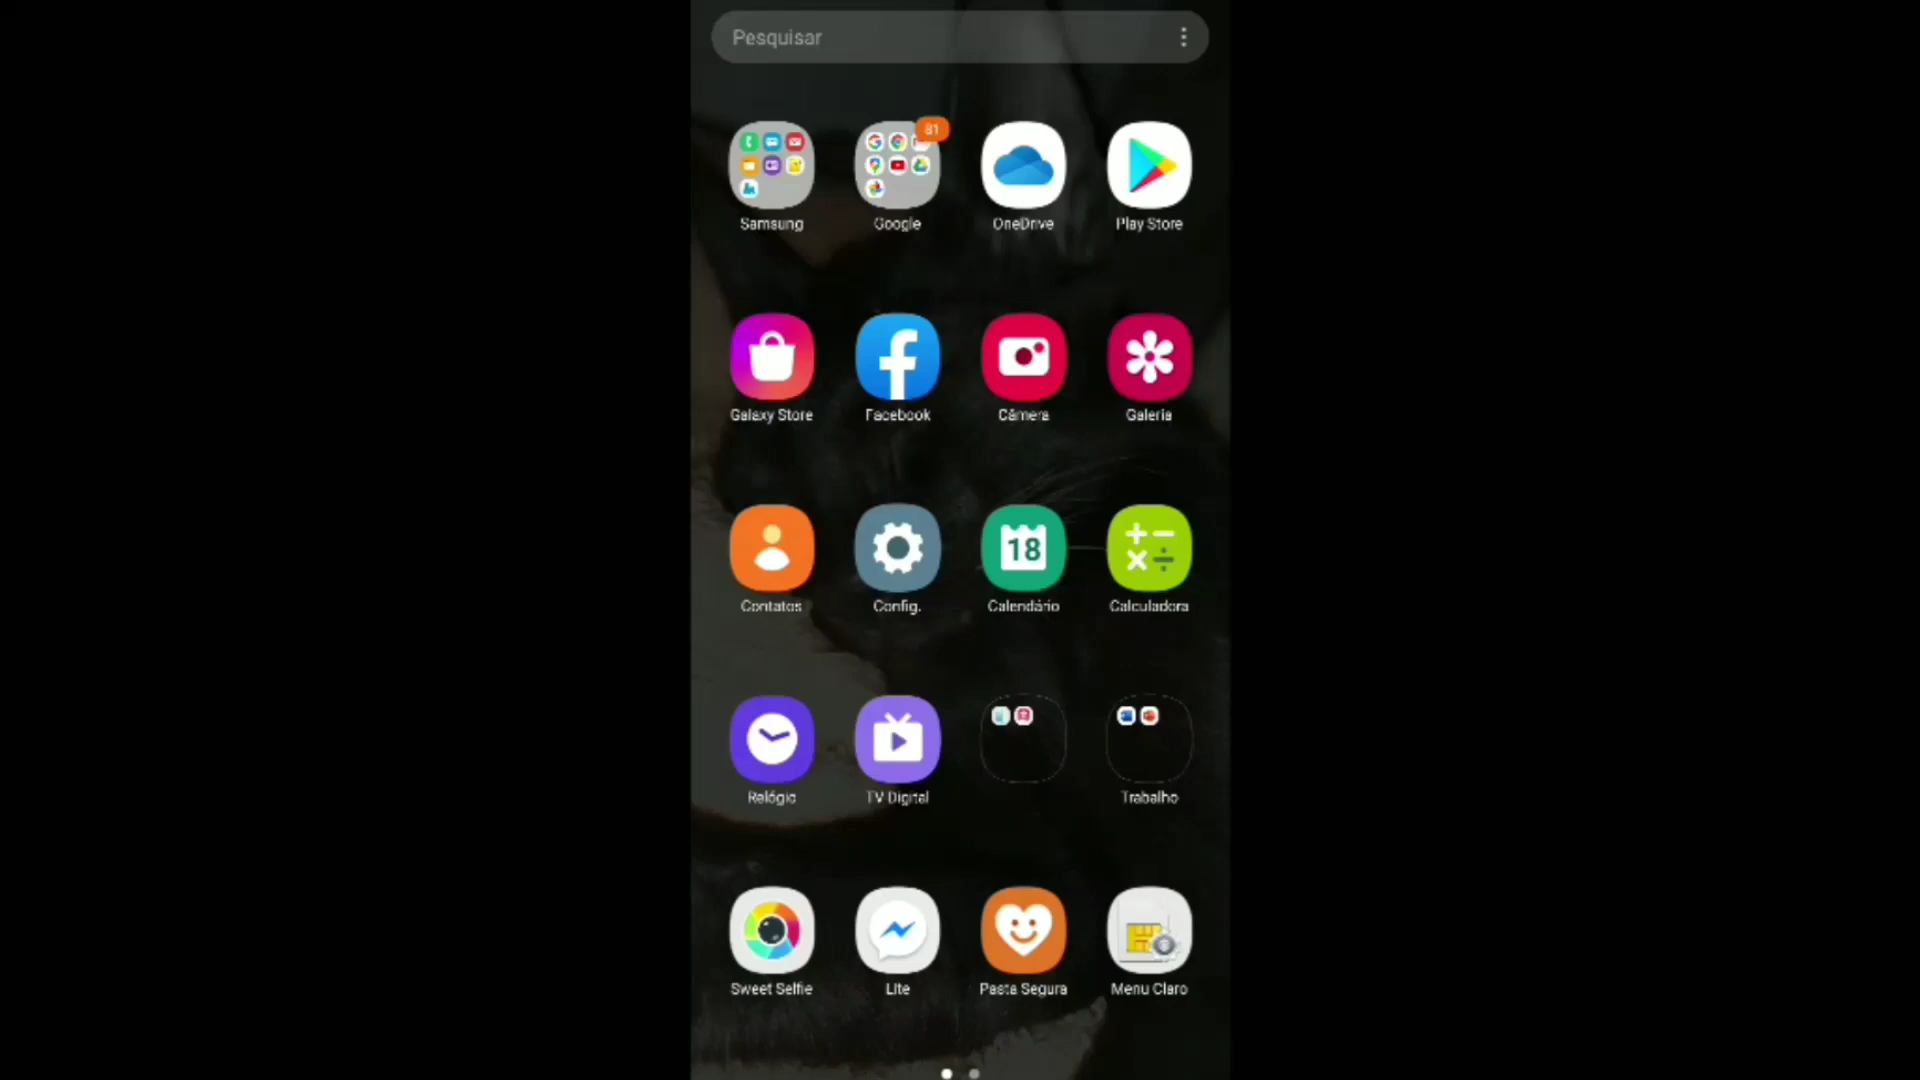 Pesquisar
81
Samsung
Google
OneDrive
Play Store
Galaxy Store
Facebook
Câmera
Galeria
18
Contatos
Config.
Calendário
Calculadora
Relógio
TV Digital
Trabalho
Sweet Selfie
Lite
Pasta Segura
Menu Claro